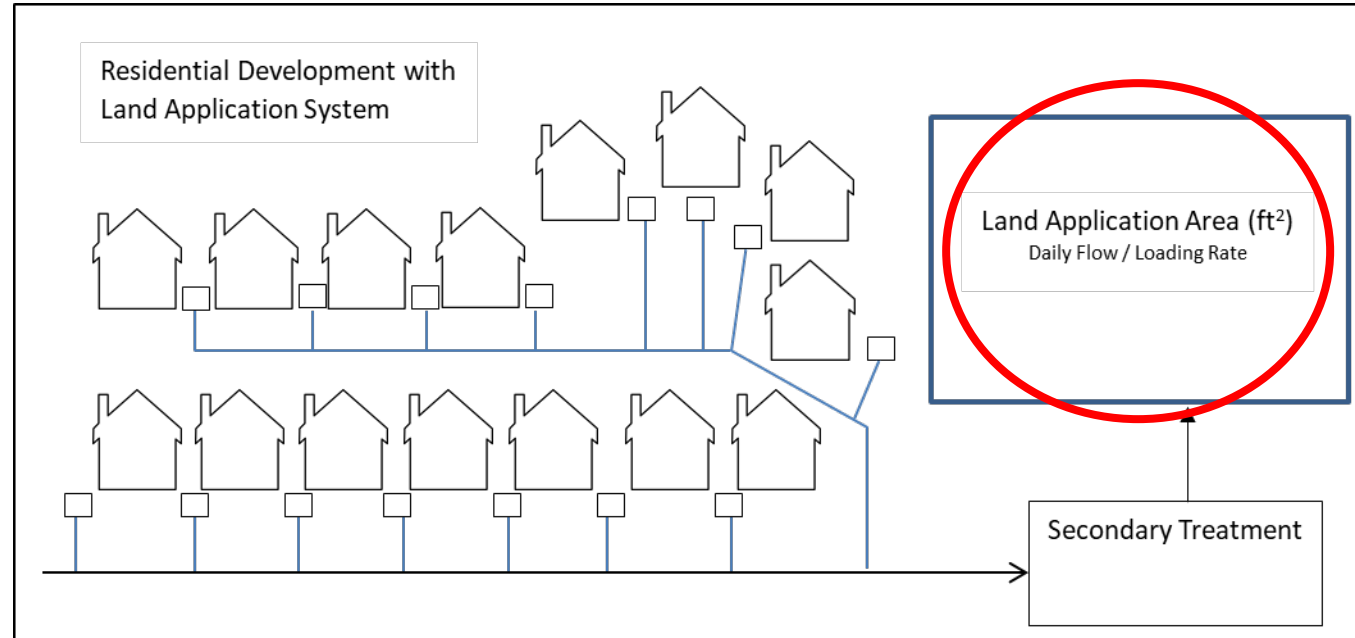 Residential Development with
Land Application System
Land Application Area (ft²)
Daily Flow / Loading Rate
Secondary Treatment